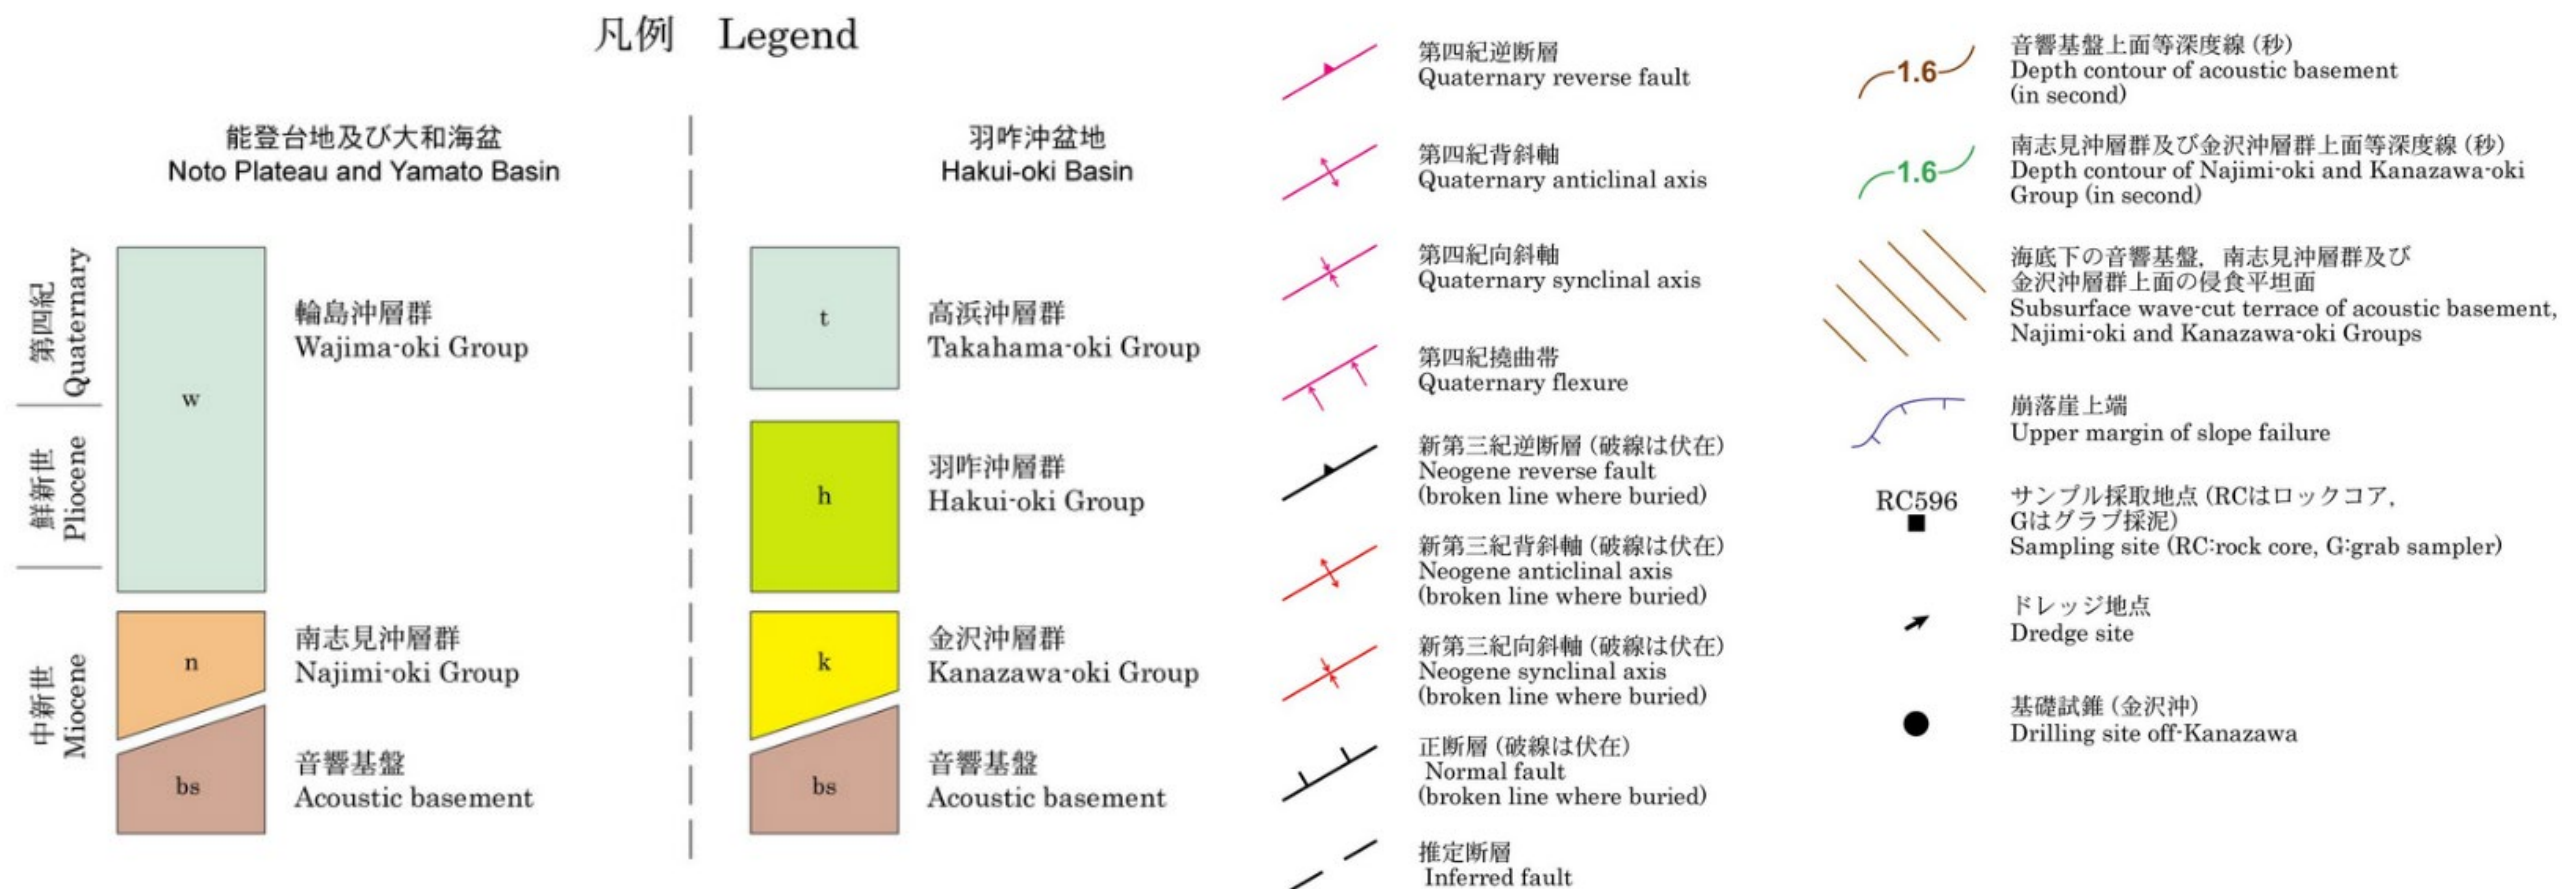 凡例 Legend
能登台地及び大和海盆
Noto Plateau and Yamato Basin
羽咋沖盆地
Hakui-oki Basin
第四紀
Quaternary
鮮新世
Pliocene
中新世
Miocene
w
輪島沖層群
Wajima-oki Group
n
南志見沖層群
Najimi-oki Group
bs
音響基盤
Acoustic basement
t
高浜沖層群
Takahama-oki Group
h
羽咋沖層群
Hakui-oki Group
k
金沢沖層群
Kanazawa-oki Group
bs
音響基盤
Acoustic basement
第四紀逆断層
Quaternary reverse fault
第四紀背斜軸
Quaternary anticlinal axis
第四紀向斜軸
Quaternary synclinal axis
第四紀撓曲帯
Quaternary flexure
新第三紀逆断層 (破線は伏在)
Neogene reverse fault
(broken line where buried)
新第三紀背斜軸 (破線は伏在)
Neogene anticlinal axis
(broken line where buried)
新第三紀向斜軸 (破線は伏在)
Neogene synclinal axis
(broken line where buried)
正断層 (破線は伏在)
Normal fault
(broken line where buried)
推定断層
Inferred fault
1.6
音響基盤上面等深度線 (秒)
Depth contour of acoustic basement
(in second)
1.6
南志見沖層群及び金沢沖層群上面等深度線 (秒)
Depth contour of Najimi-oki and Kanazawa-oki
Group (in second)
海底下の音響基盤，南志見沖層群及び
金沢沖層群上面の侵食平坦面
Subsurface wave-cut terrace of acoustic basement,
Najimi-oki and Kanazawa-oki Groups
崩落崖上端
Upper margin of slope failure
RC596
サンプル採取地点 (RCはロックコア，
Gはグラブ採泥)
Sampling site (RC:rock core, G:grab sampler)
ドレッジ地点
Dredge site
基礎試錐 (金沢沖)
Drilling site off-Kanazawa